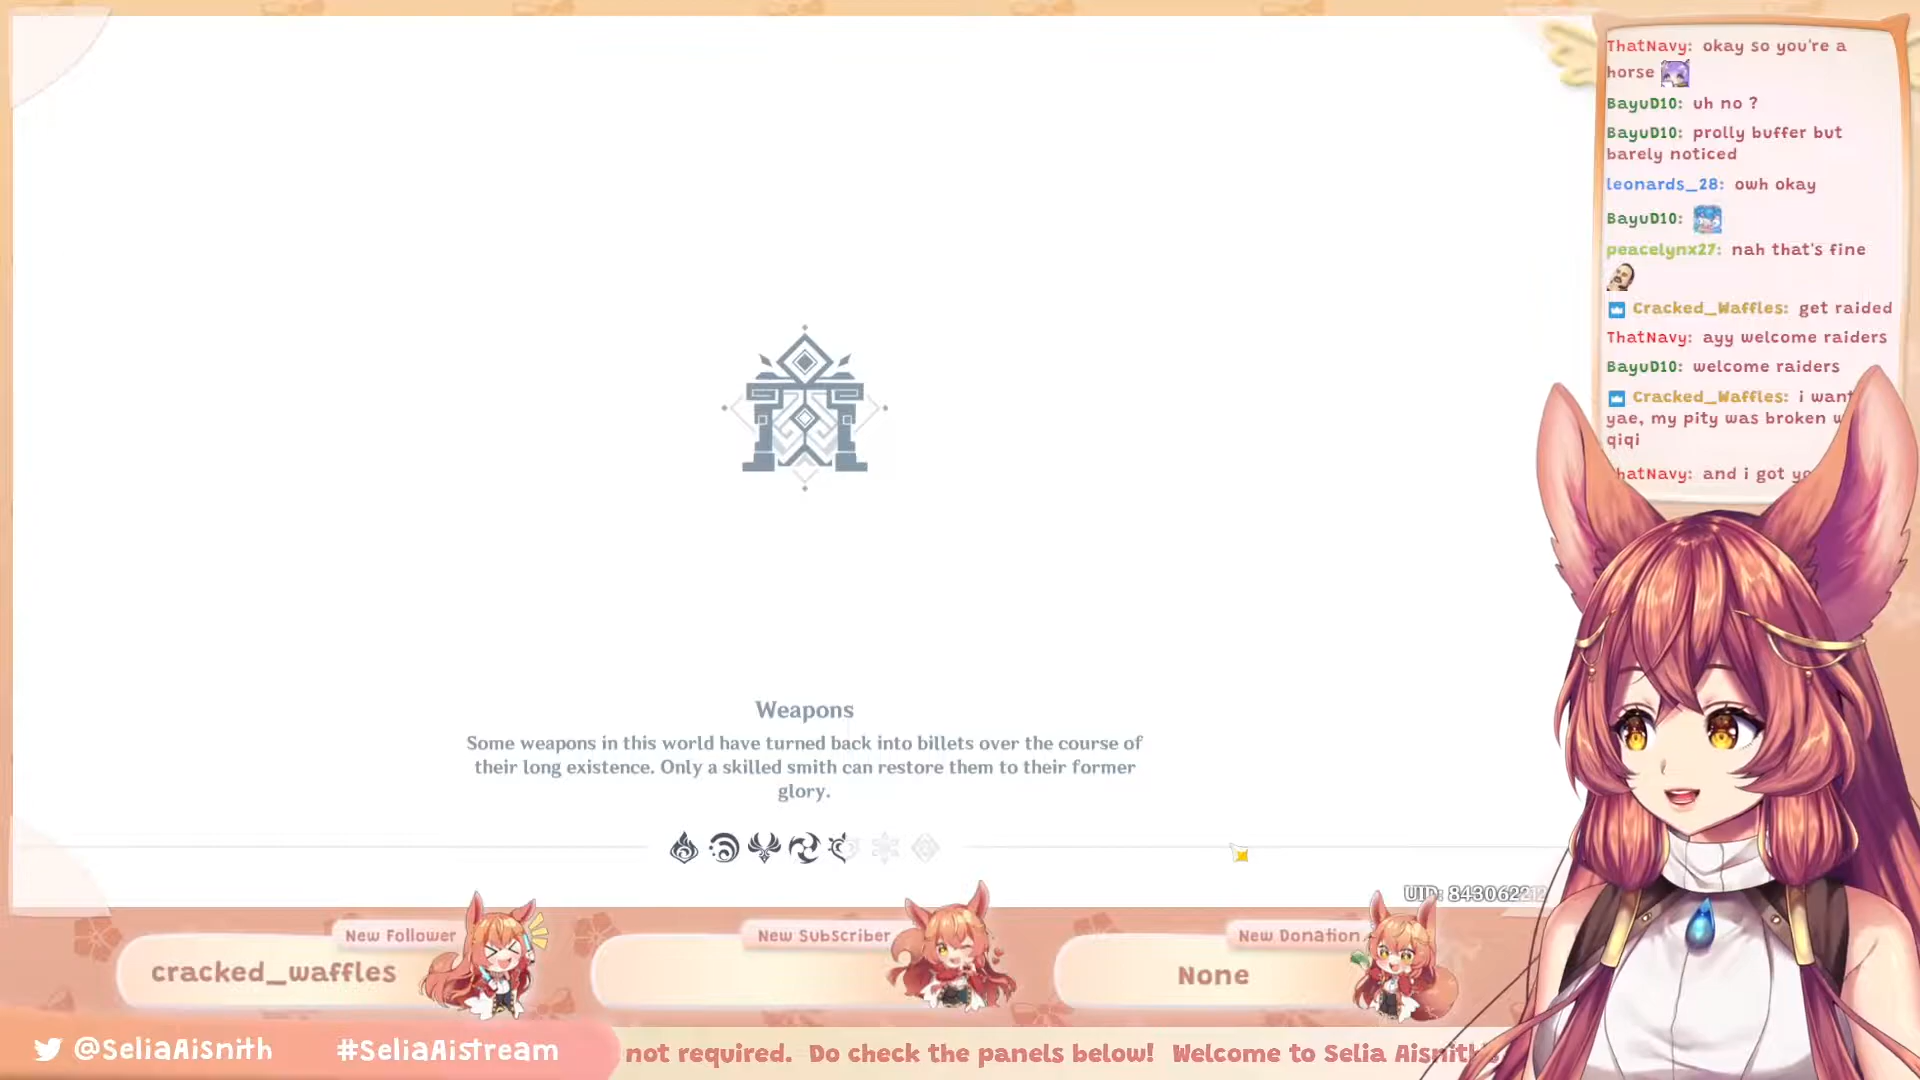 ThatNavy: okay so you're a
horse
BayuD10: uh no ?
BayuD10: prolly buffer but
barely noticed
leonards_28: owh okay
BayuD10:
peacelynx27: nah that's fine
Cracked_Waffles: get raided
ThatNavy: ayy welcome raiders
BayuD10: welcome raiders
Cracked_Waffles: i want
yae, my pity was broken
qiqi
and i got
Weapons
Some weapons in this world have turned back into billets over the course of
their long existence. Only a skilled smith can restore them to their former
glory.
UID: 843062212
New Follower
cracked_waffles
New Subscriber
New Donation
None
@SeliaAisnith
#SeliaAistream
not required. Do check the panels below! Welcome to Selia Aisnith's